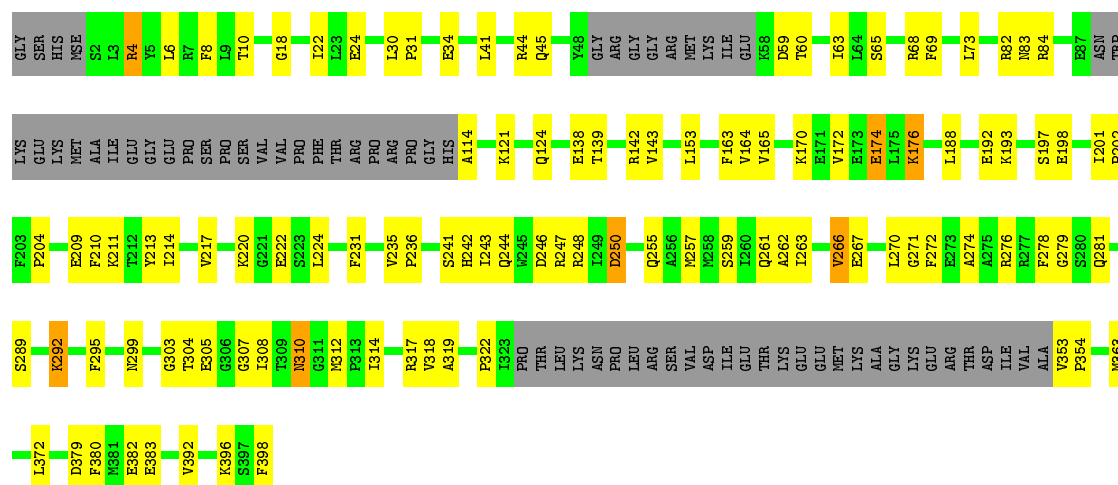 GLY SER HIS MSE S2 L3 R4 Y5 L6 R7 F8 L9 T10 G18 I22 L23 E24 L30 P31 E34 L41 R44 Q45 Y48 GLY ARG GLY GLY ARG MET LYS ILE GLU K58 D59 T60 I63 L64 S65 R68 F69 L73 R82 N83 R84 E87 ASN TRP
LYS GLU LYS MET ALA ILE GLU GLY GLU PRO SER PRO PRO SER VAL VAL PRO PHE THR ARG PRO ARG PRO GLY HIS A114 K121 Q124 E138 T139 R142 V143 L153 F163 V164 V165 K170 E171 V172 E173 E174 L175 K176 L188 E192 K193 S197 E198 I201 P202
F203 P204 E209 F210 K211 T212 Y213 I214 V217 K220 G221 E222 S223 L224 F231 V235 P236 S241 H242 I243 Q244 W245 D246 R247 R248 I249 D250 Q255 A256 M257 M258 S259 I260 Q261 A262 I263 V266 E267 L270 G271 F272 E273 A274 A275 R276 R277 F278 G279 S280 Q281
S289 K292 F295 N299 G303 T304 E305 G306 G307 I308 T309 N310 G311 M312 P313 I314 R317 V318 A319 P322 I323 PRO THR LEU LYS ASN PRO LEU ARG SER VAL ASP ILE GLU THR LYS GLU GLU MET LYS ALA GLY LYS GLU ARG THR ASP ILE VAL ALA V353 P354 M363
L372 D379 F380 M381 E382 E383 V392 K396 S397 F398